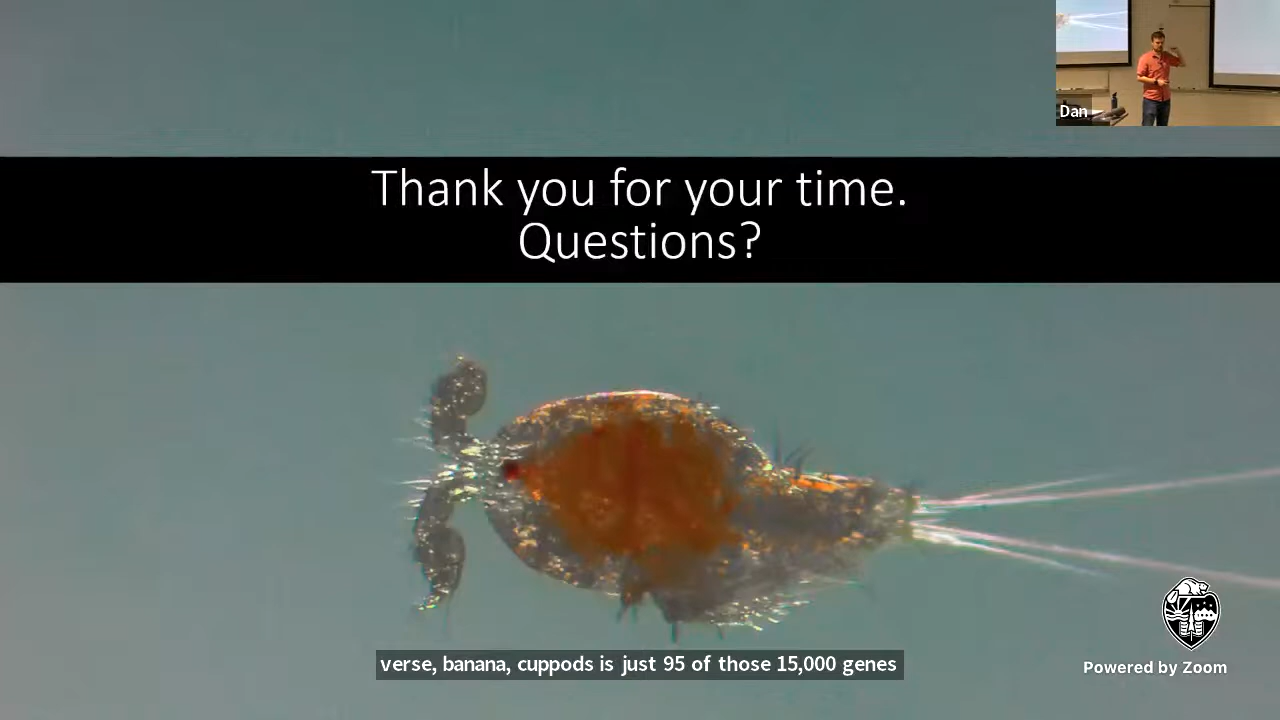 Dan
Thank you for your time.
Questions?
verse, banana, cuppods is just 95 of those 15,000 genes
Powered by Zoom